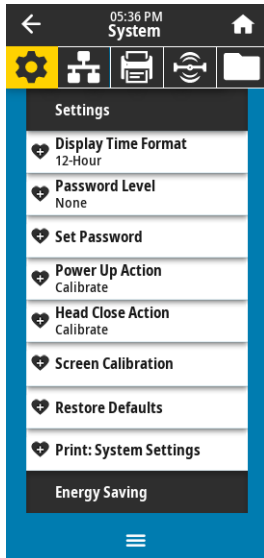 05:36 PM
System
Settings
Display Time Format
12-Hour
Password Level
None
Set Password
Power Up Action
Calibrate
Head Close Action
Calibrate
Screen Calibration
Restore Defaults
Print: System Settings
Energy Saving